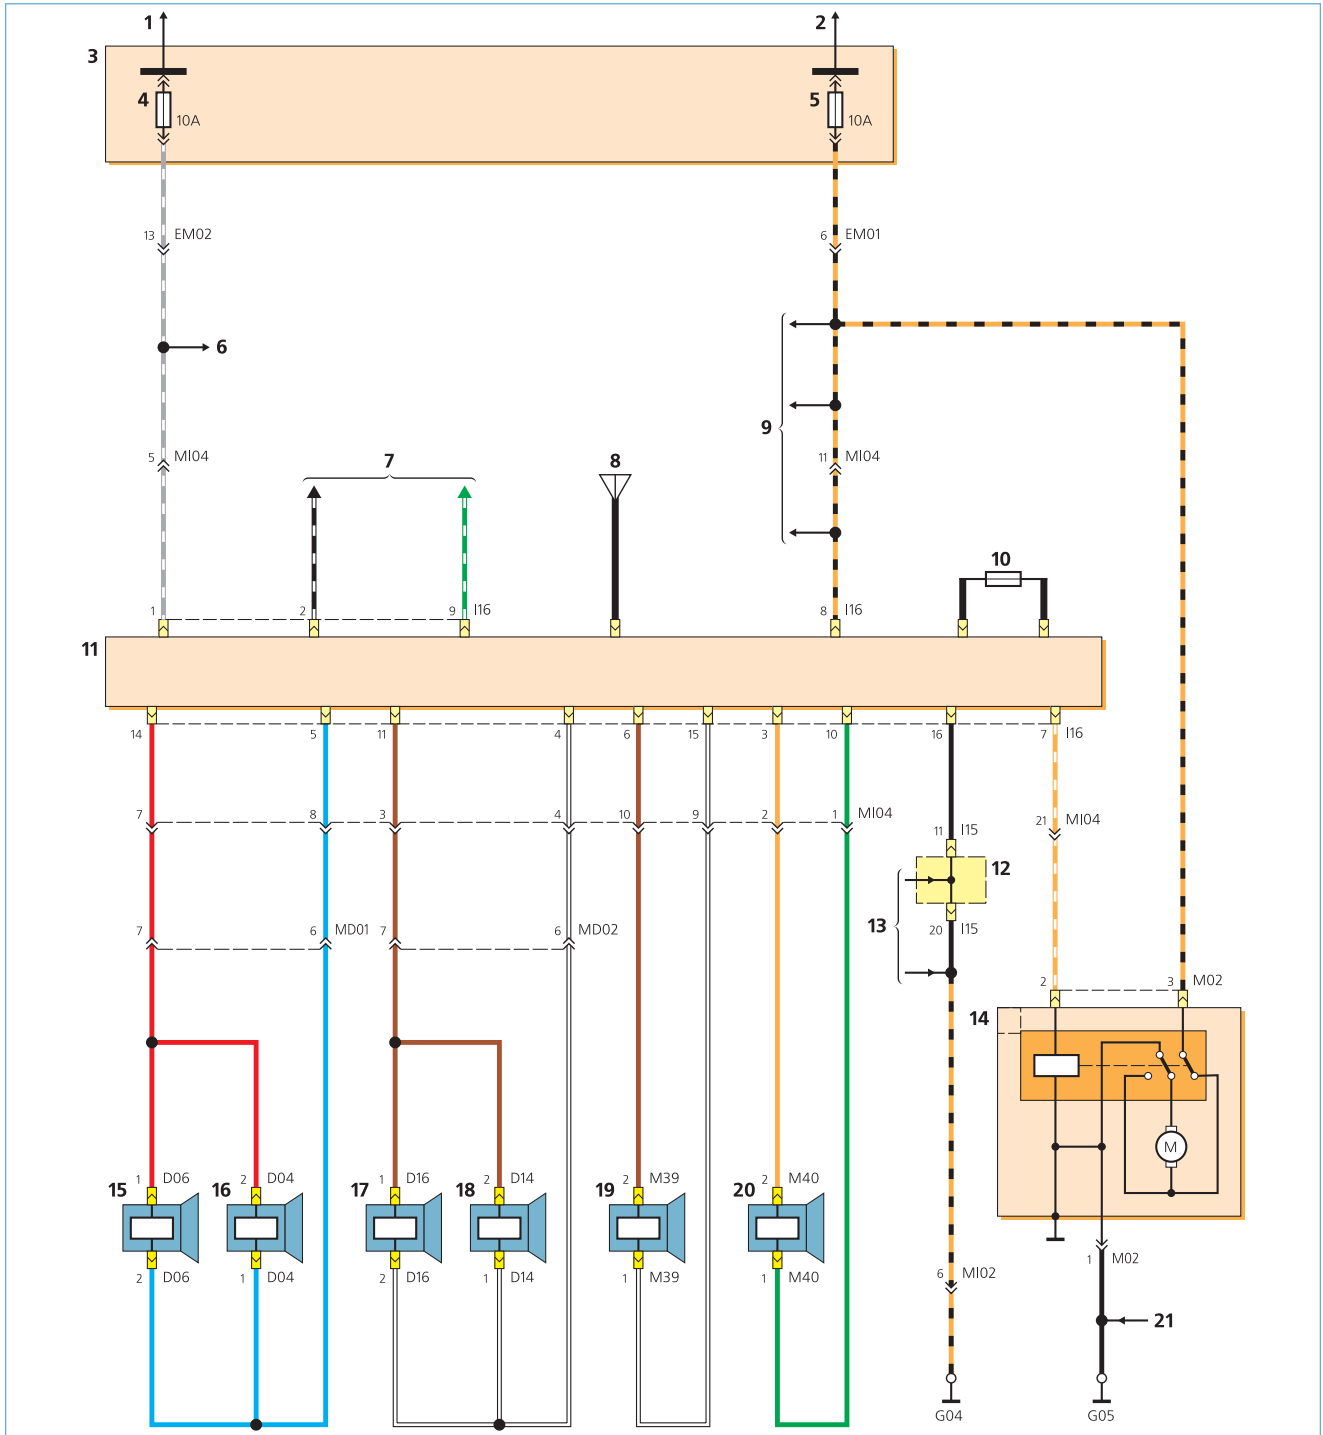 1 2
3
4 5
10A 10A
13 EM02 6 EM01
6
9
5 MI04 11 MI04
7 8
10
1 2 9 I16 8 I16
11
14 5 11 4 6 15 3 10 16 7 I16
7 8 3 4 10 9 2 1 MI04
21 MI04
11 I15
12
13
7 6 MD01 7 6 MD02 20 I15
2 3 M02
14
M
1 D06 2 D04 1 D16 2 D14 2 M39 2 M40
15 16 17 18 19 20
2 D06 1 D04 2 D16 1 D14 1 M39 1 M40
6 MI02
1 M02
21
G04 G05